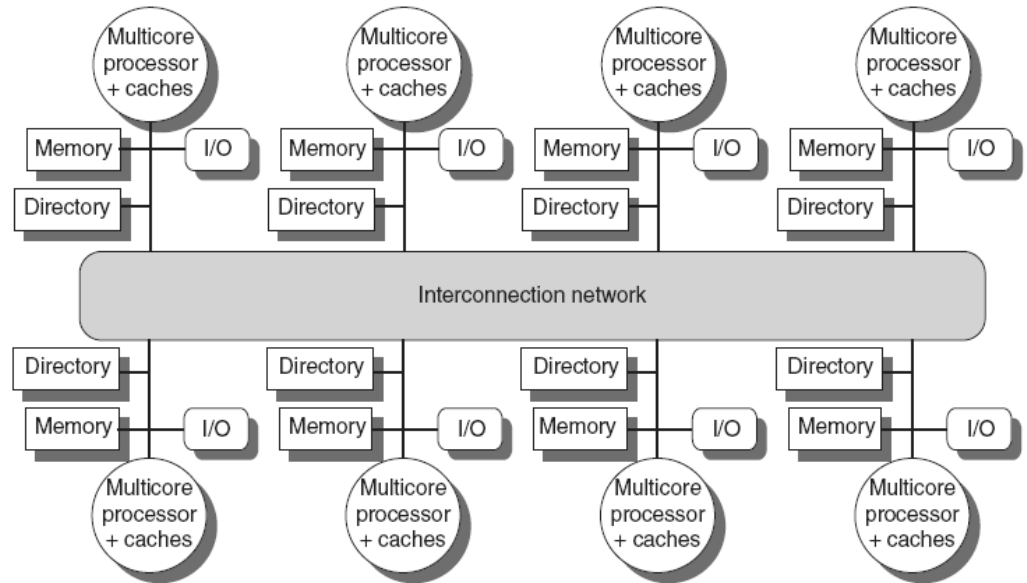 Multicore
processor
+ caches
Multicore
processor
+ caches
Multicore
processor
+ caches
Multicore
processor
+ caches
Memory
I/O
Memory
I/O
Memory
I/O
Memory
I/O
Directory
Directory
Directory
Directory
Interconnection network
Directory
Directory
Directory
Directory
Memory
I/O
Memory
I/O
Memory
I/O
Memory
I/O
Multicore
processor
+ caches
Multicore
processor
+ caches
Multicore
processor
+ caches
Multicore
processor
+ caches